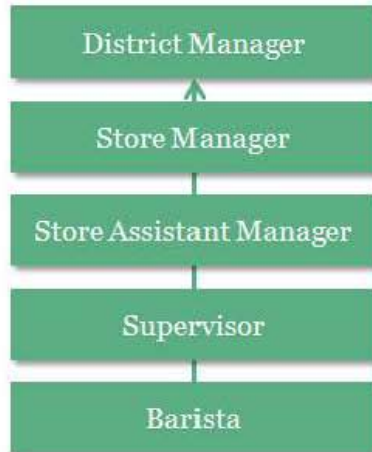 District Manager
Store Manager
Store Assistant Manager
Supervisor
Barista